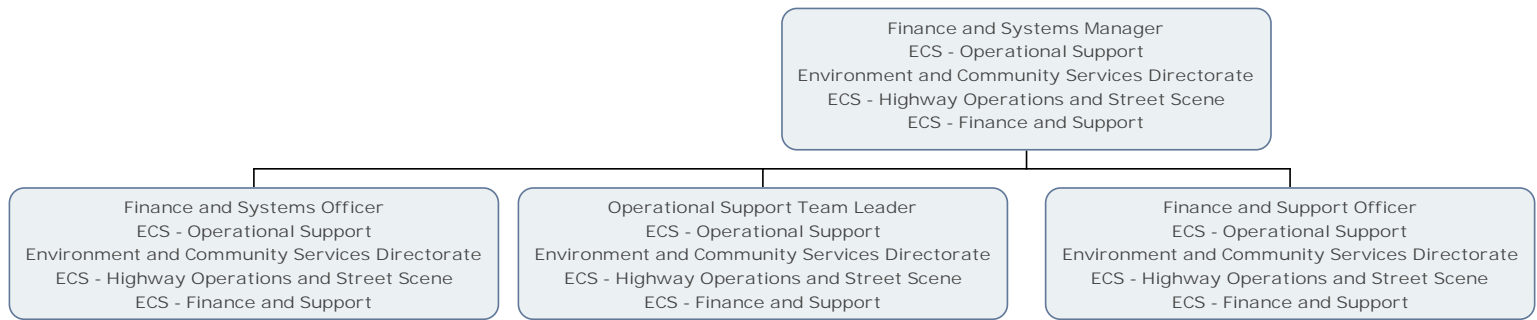 Finance and Systems Manager
ECS - Operational Support
Environment and Community Services Directorate
ECS - Highway Operations and Street Scene
ECS - Finance and Support
Finance and Systems Officer
ECS - Operational Support
Environment and Community Services Directorate
ECS - Highway Operations and Street Scene
ECS - Finance and Support
Operational Support Team Leader
ECS - Operational Support
Environment and Community Services Directorate
ECS - Highway Operations and Street Scene
ECS - Finance and Support
Finance and Support Officer
ECS - Operational Support
Environment and Community Services Directorate
ECS - Highway Operations and Street Scene
ECS - Finance and Support